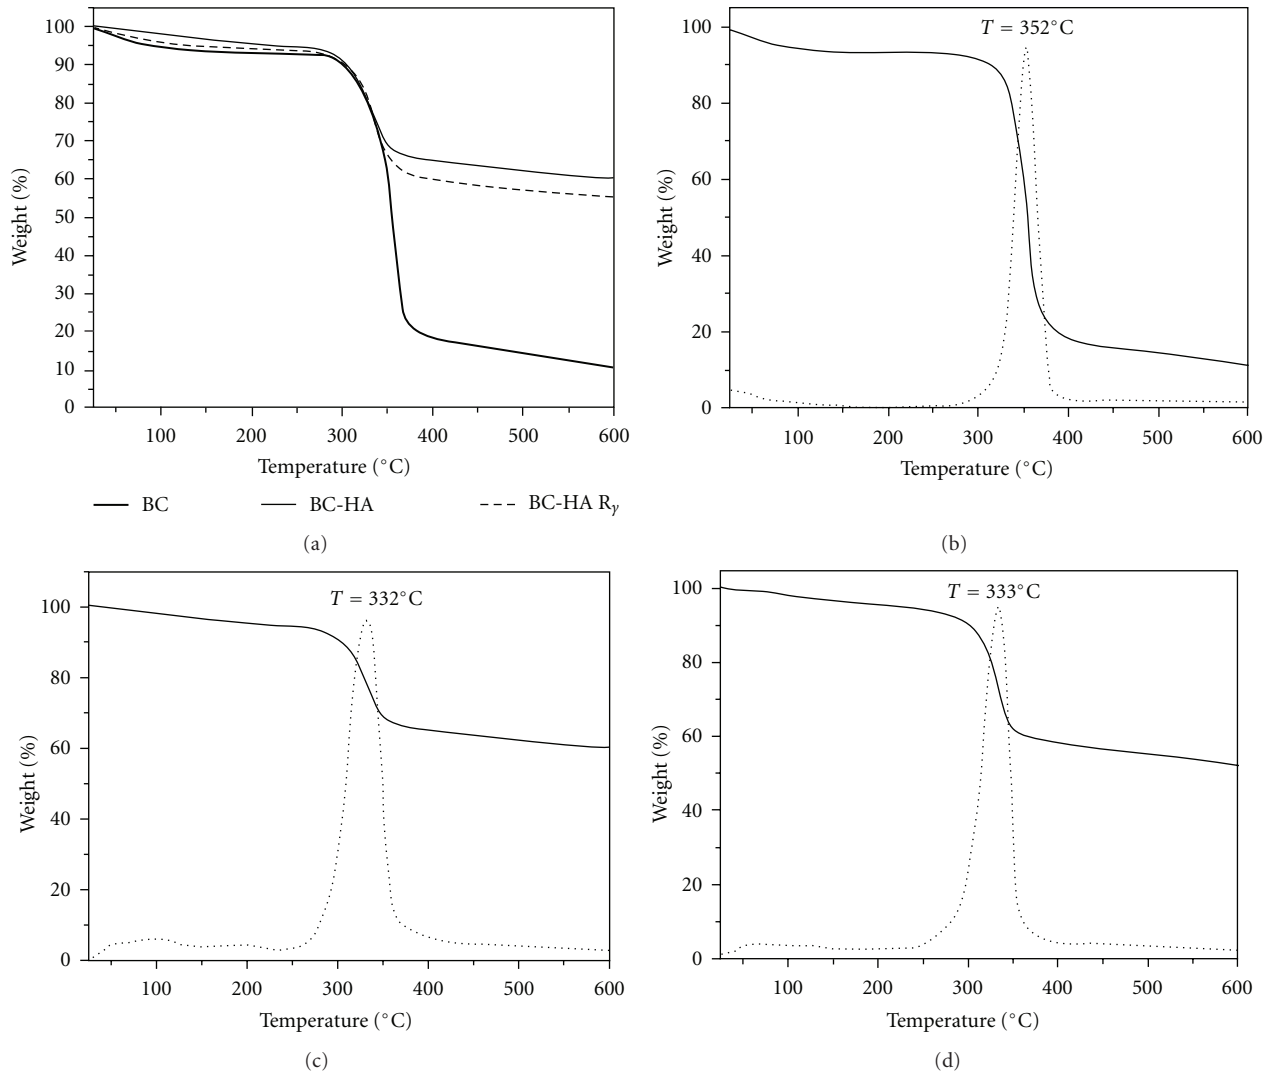 100
90
80
70
60
50
40
30
20
10
0
Weight (%)
100 200 300 400 500 600
Temperature (°C)
BC BC-HA BC-HA Rγ
(a)
T = 352°C
100
80
60
40
20
0
Weight (%)
100 200 300 400 500 600
Temperature (°C)
(b)
T = 332°C
100
80
60
40
20
0
Weight (%)
100 200 300 400 500 600
Temperature (°C)
(c)
T = 333°C
100
80
60
40
20
0
Weight (%)
100 200 300 400 500 600
Temperature (°C)
(d)